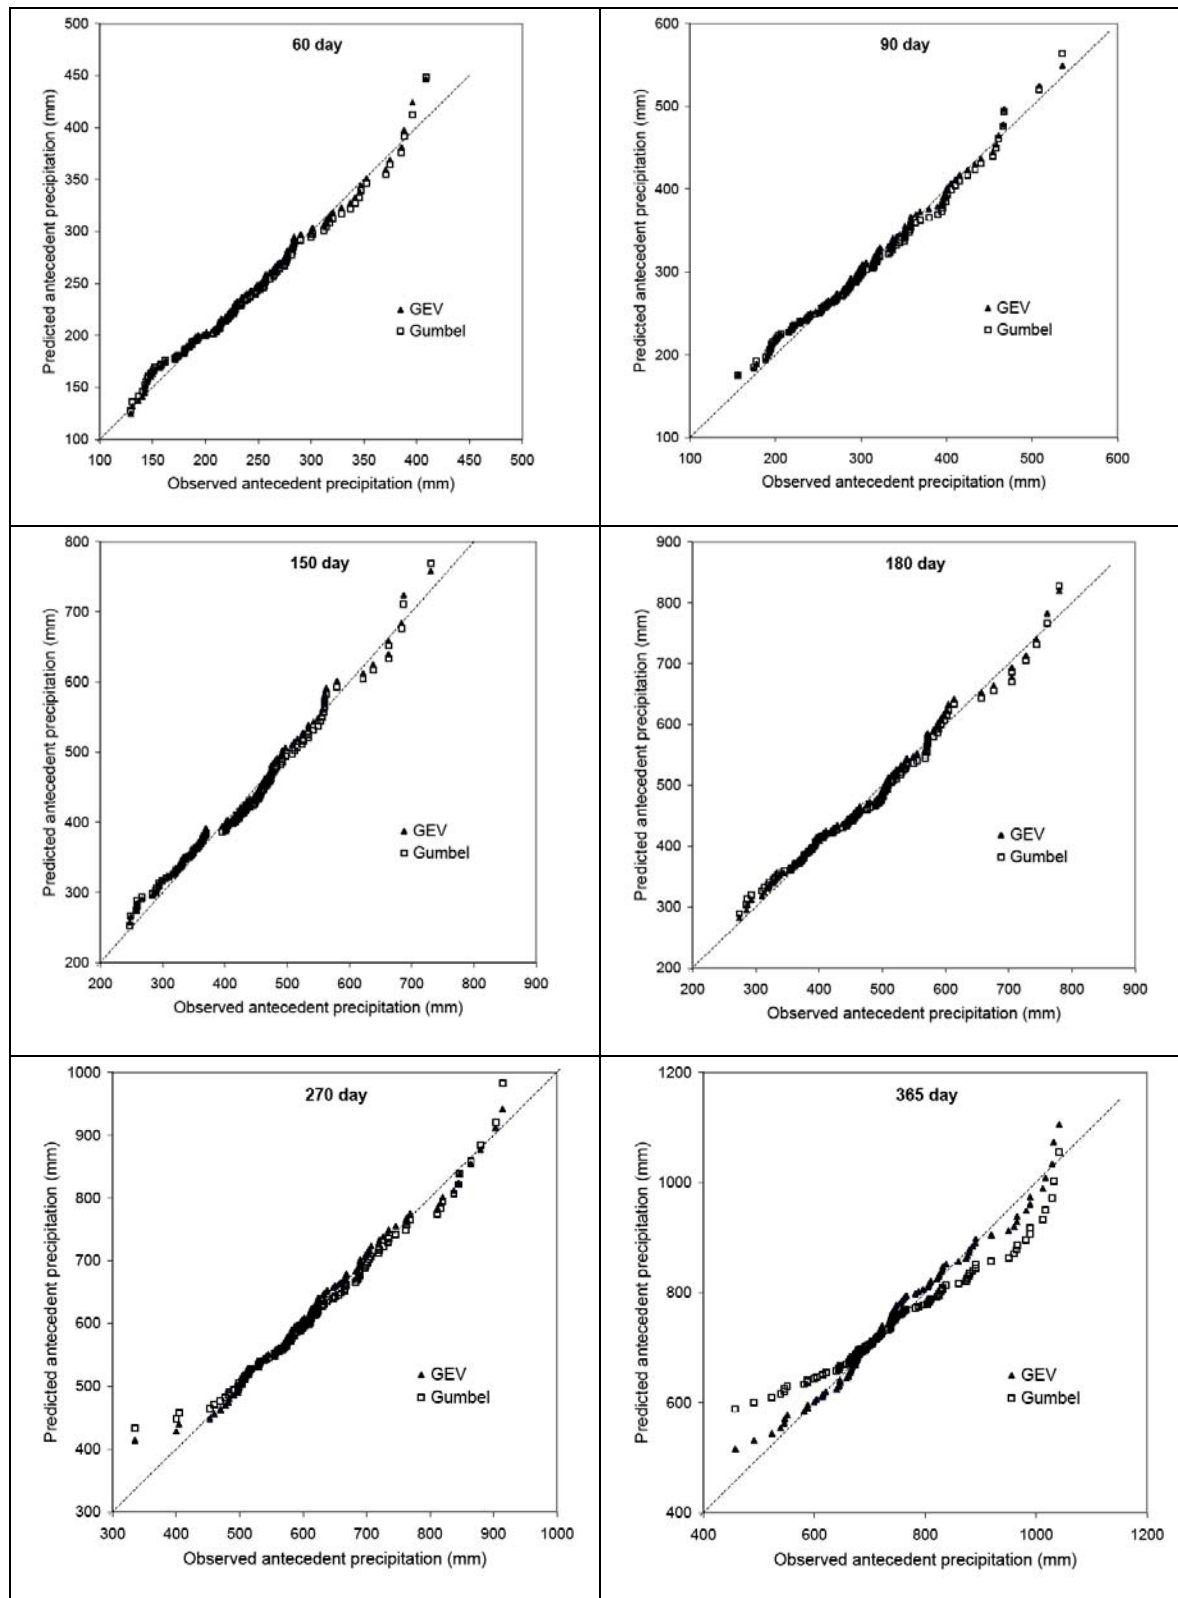 60 day
Predicted antecedent precipitation (mm)
500
450
400
350
300
250
200
150
100
GEV
Gumbel
100 150 200 250 300 350 400 450 500
Observed antecedent precipitation (mm)
90 day
Predicted antecedent precipitation (mm)
600
500
400
300
200
100
GEV
Gumbel
100 200 300 400 500 600
Observed antecedent precipitation (mm)
150 day
Predicted antecedent precipitation (mm)
800
700
600
500
400
300
200
GEV
Gumbel
200 300 400 500 600 700 800 900
Observed antecedent precipitation (mm)
180 day
Predicted antecedent precipitation (mm)
900
800
700
600
500
400
300
200
GEV
Gumbel
200 300 400 500 600 700 800 900
Observed antecedent precipitation (mm)
270 day
Predicted antecedent precipitation (mm)
1000
900
800
700
600
500
400
300
GEV
Gumbel
300 400 500 600 700 800 900 1000
Observed antecedent precipitation (mm)
365 day
Predicted antecedent precipitation (mm)
1200
1000
800
600
400
GEV
Gumbel
400 600 800 1000 1200
Observed antecedent precipitation (mm)